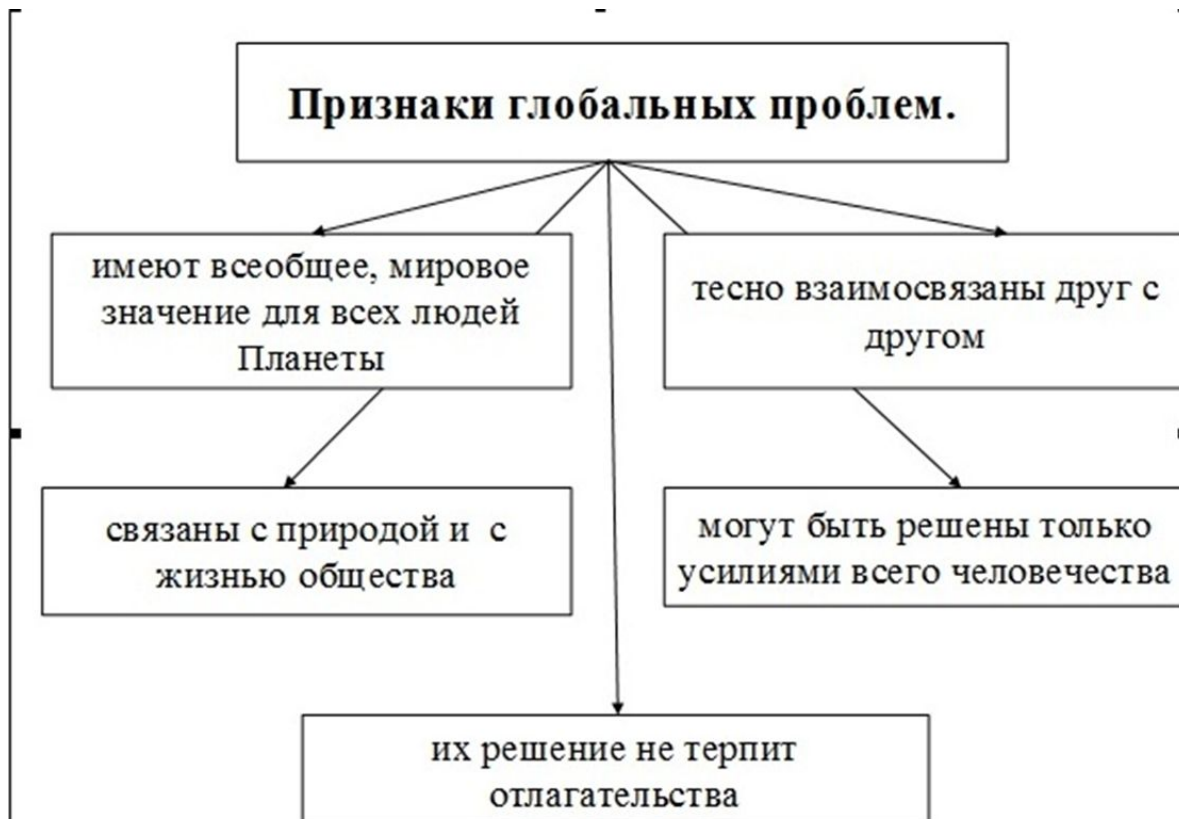 Признаки глобальных проблем.
имеют всеобщее, мировое
значение для всех людей
Планеты
тесно взаимосвязаны друг с
другом
связаны с природой и с
жизнью общества
могут быть решены только
усилиями всего человечества
их решение не терпит
отлагательства